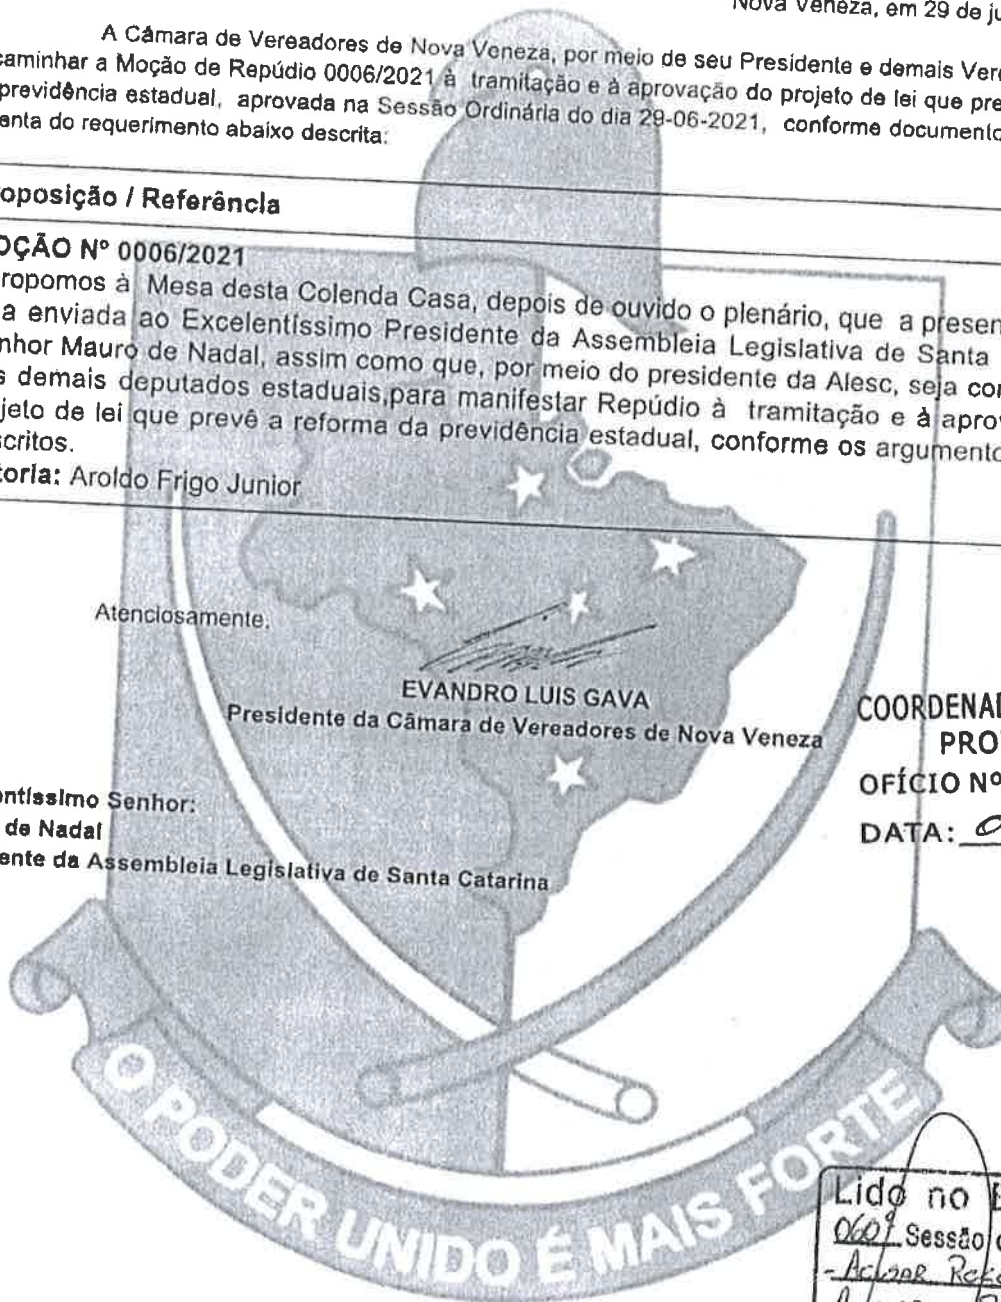 Nova Veneza, em 29 de ju
A Câmara de Vereadores de Nova Veneza, por meio de seu Presidente e demais Vere
caminhar a Moção de Repúdio 0006/2021 à tramitação e à aprovação do projeto de lei que pre
previdência estadual, aprovada na Sessão Ordinária do dia 29-06-2021, conforme documento
enta do requerimento abaixo descrita:
oposição / Referência
OÇÃO Nº 0006/2021
ropomos à Mesa desta Colenda Casa, depois de ouvido o plenário, que a presen
a enviada ao Excelentíssimo Presidente da Assembleia Legislativa de Santa
nhor Mauro de Nadal, assim como que, por meio do presidente da Alesc, seja co
s demais deputados estaduais,para manifestar Repúdio à tramitação e à aprov
jeto de lei que prevê a reforma da previdência estadual, conforme os argumento
scritos.
toria: Aroldo Frigo Junior
Atenciosamente.
EVANDRO LUIS GAVA
Presidente da Câmara de Vereadores de Nova Veneza
COORDENA
PRO
OFÍCIO Nº
DATA:
entíssimo Senhor:
de Nadal
ente da Assembleia Legislativa de Santa Catarina
O PODER UNIDO É MAIS FORTE
Lido no
Sessão